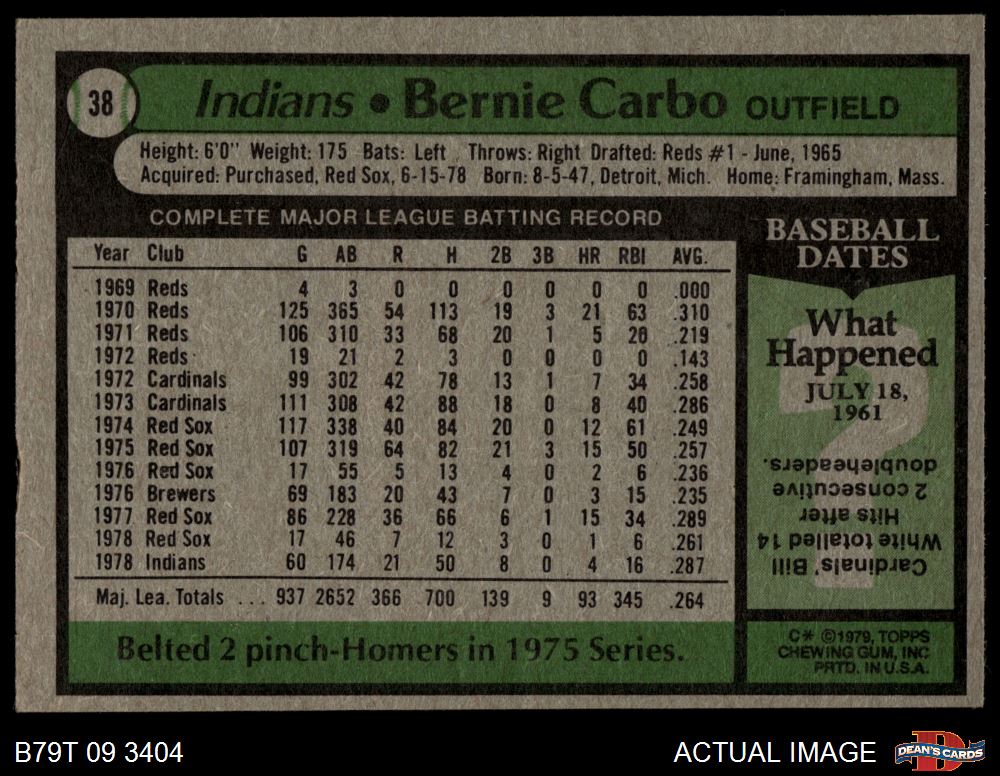 38
Indians • Bernie Carbo OUTFIELD
Height: 6'0" Weight: 175 Bats: Left Throws: Right Drafted: Reds #1 - June, 1965
Acquired: Purchased, Red Sox, 6-15-78 Born: 8-5-47, Detroit, Mich. Home: Framingham, Mass.
COMPLETE MAJOR LEAGUE BATTING RECORD
Year Club G AB R H 2B 3B HR RBI AVG.
1969 Reds 4 3 0 0 0 0 0 0 .000
1970 Reds 125 365 54 113 19 3 21 63 .310
1971 Reds 106 310 33 68 20 1 5 20 .219
1972 Reds 19 21 2 3 0 0 0 0 .143
1972 Cardinals 99 302 42 78 13 1 7 34 .258
1973 Cardinals 111 308 42 88 18 0 8 40 .286
1974 Red Sox 117 338 40 84 20 0 12 61 .249
1975 Red Sox 107 319 64 82 21 3 15 50 .257
1976 Red Sox 17 55 5 13 4 0 2 6 .236
1976 Brewers 69 183 20 43 7 0 3 15 .235
1977 Red Sox 86 228 36 66 6 1 15 34 .289
1978 Red Sox 17 46 7 12 3 0 1 6 .261
1978 Indians 60 174 21 50 8 0 4 16 .287
Maj. Lea. Totals ... 937 2652 366 700 139 9 93 345 .264
Belted 2 pinch-Homers in 1975 Series.
BASEBALL
DATES
What
Happened
JULY 18,
1961
?
Cardinals' Bill
White totalled 14
Hits after
2 consecutive
doubleheaders.
C* ©1979, TOPPS
CHEWING GUM, INC
PRTD. IN U.S.A.
B79T 09 3404
ACTUAL IMAGE
DEAN'S CARDS